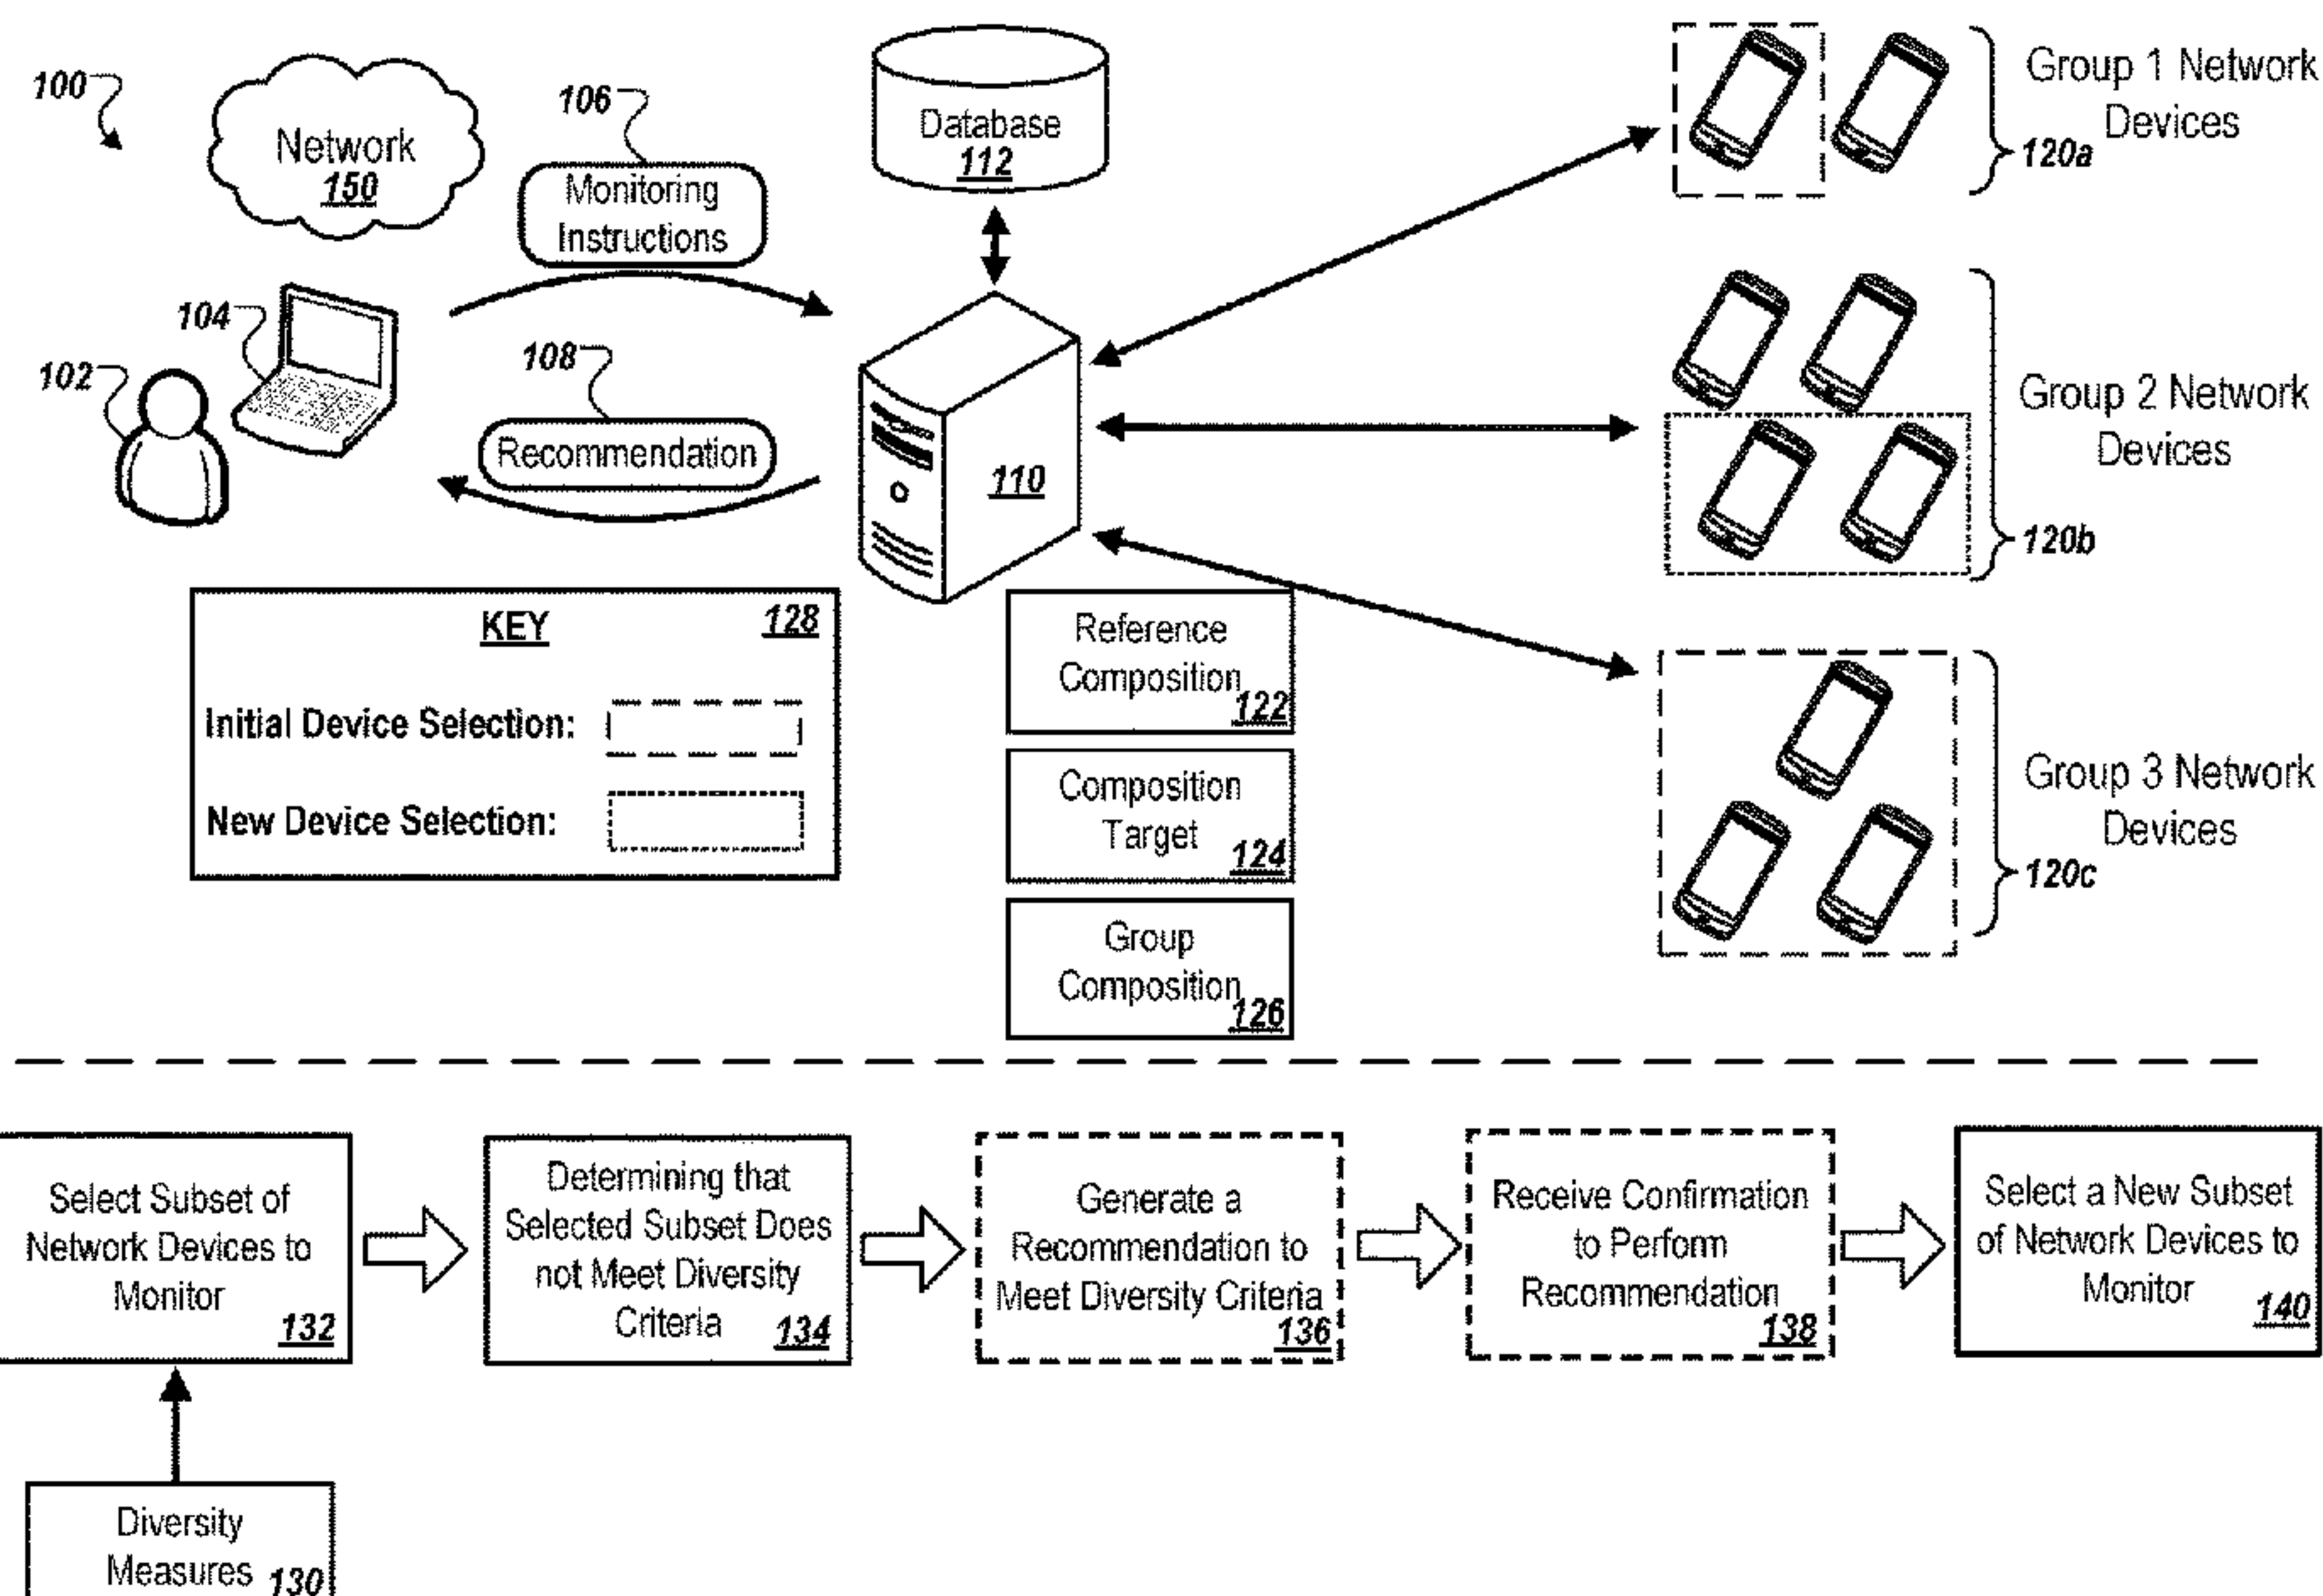 100
Network
150
106
Monitoring
Instructions
Database
112
Group 1 Network
Devices
120a
104
102
108
Recommendation
110
Group 2 Network
Devices
120b
KEY
128
Initial Device Selection:
New Device Selection:
Reference
Composition
122
Composition
Target
124
Group
Composition
126
Group 3 Network
Devices
120c
Select Subset of
Network Devices to
Monitor
132
Determining that
Selected Subset Does
not Meet Diversity
Criteria
134
Generate a
Recommendation to
Meet Diversity Criteria
136
Receive Confirmation
to Perform
Recommendation
138
Select a New Subset
of Network Devices to
Monitor
140
Diversity
Measures
130